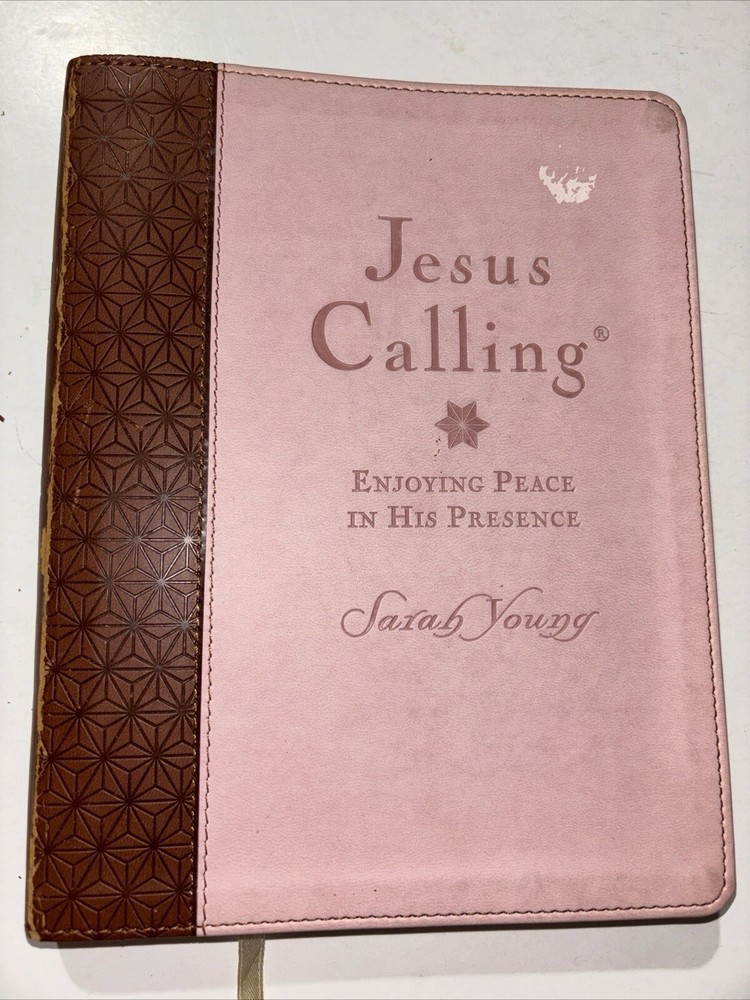 Jesus
Calling®
Enjoying Peace
in His Presence
Sarah Young